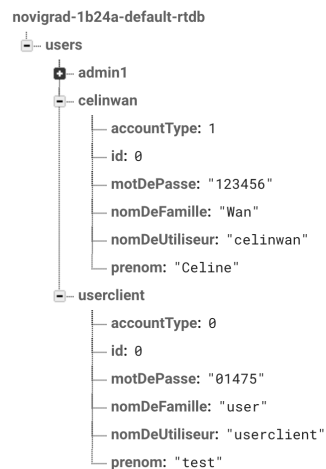 novigrad-1b24a-default-rtdb
users
admin1
celinwan
accountType: 1
id: 0
motDePasse: "123456"
nomDeFamille: "Wan"
nomDeUtiliseur: "celinwan"
prenom: "Celine"
userclient
accountType: 0
id: 0
motDePasse: "01475"
nomDeFamille: "user"
nomDeUtiliseur: "userclient"
prenom: "test"